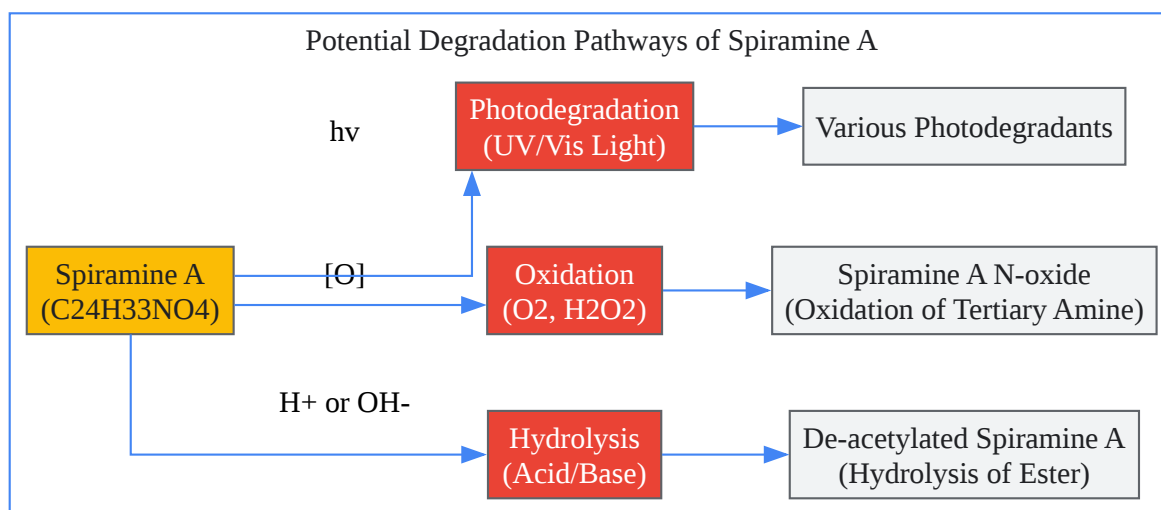 Potential Degradation Pathways of Spiramine A
hv
Photodegradation
(UV/Vis Light)
Various Photodegradants
Spiramine A
(C24H33NO4)
[O]
Oxidation
(O2, H2O2)
Spiramine A N-oxide
(Oxidation of Tertiary Amine)
H+ or OH-
Hydrolysis
(Acid/Base)
De-acetylated Spiramine A
(Hydrolysis of Ester)